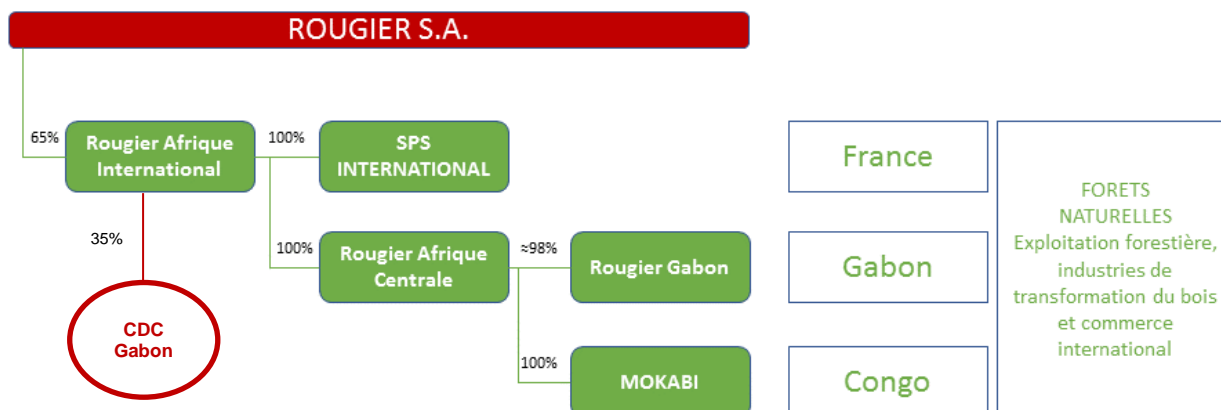 ROUGIER S.A.
65%
Rougier Afrique
International
100%
SPS
INTERNATIONAL
France
35%
100%
Rougier Afrique
Centrale
≈98%
Rougier Gabon
Gabon
CDC
Gabon
100%
MOKABI
Congo
FORETS
NATURELLES
Exploitation forestière,
industries de
transformation du bois
et commerce
international